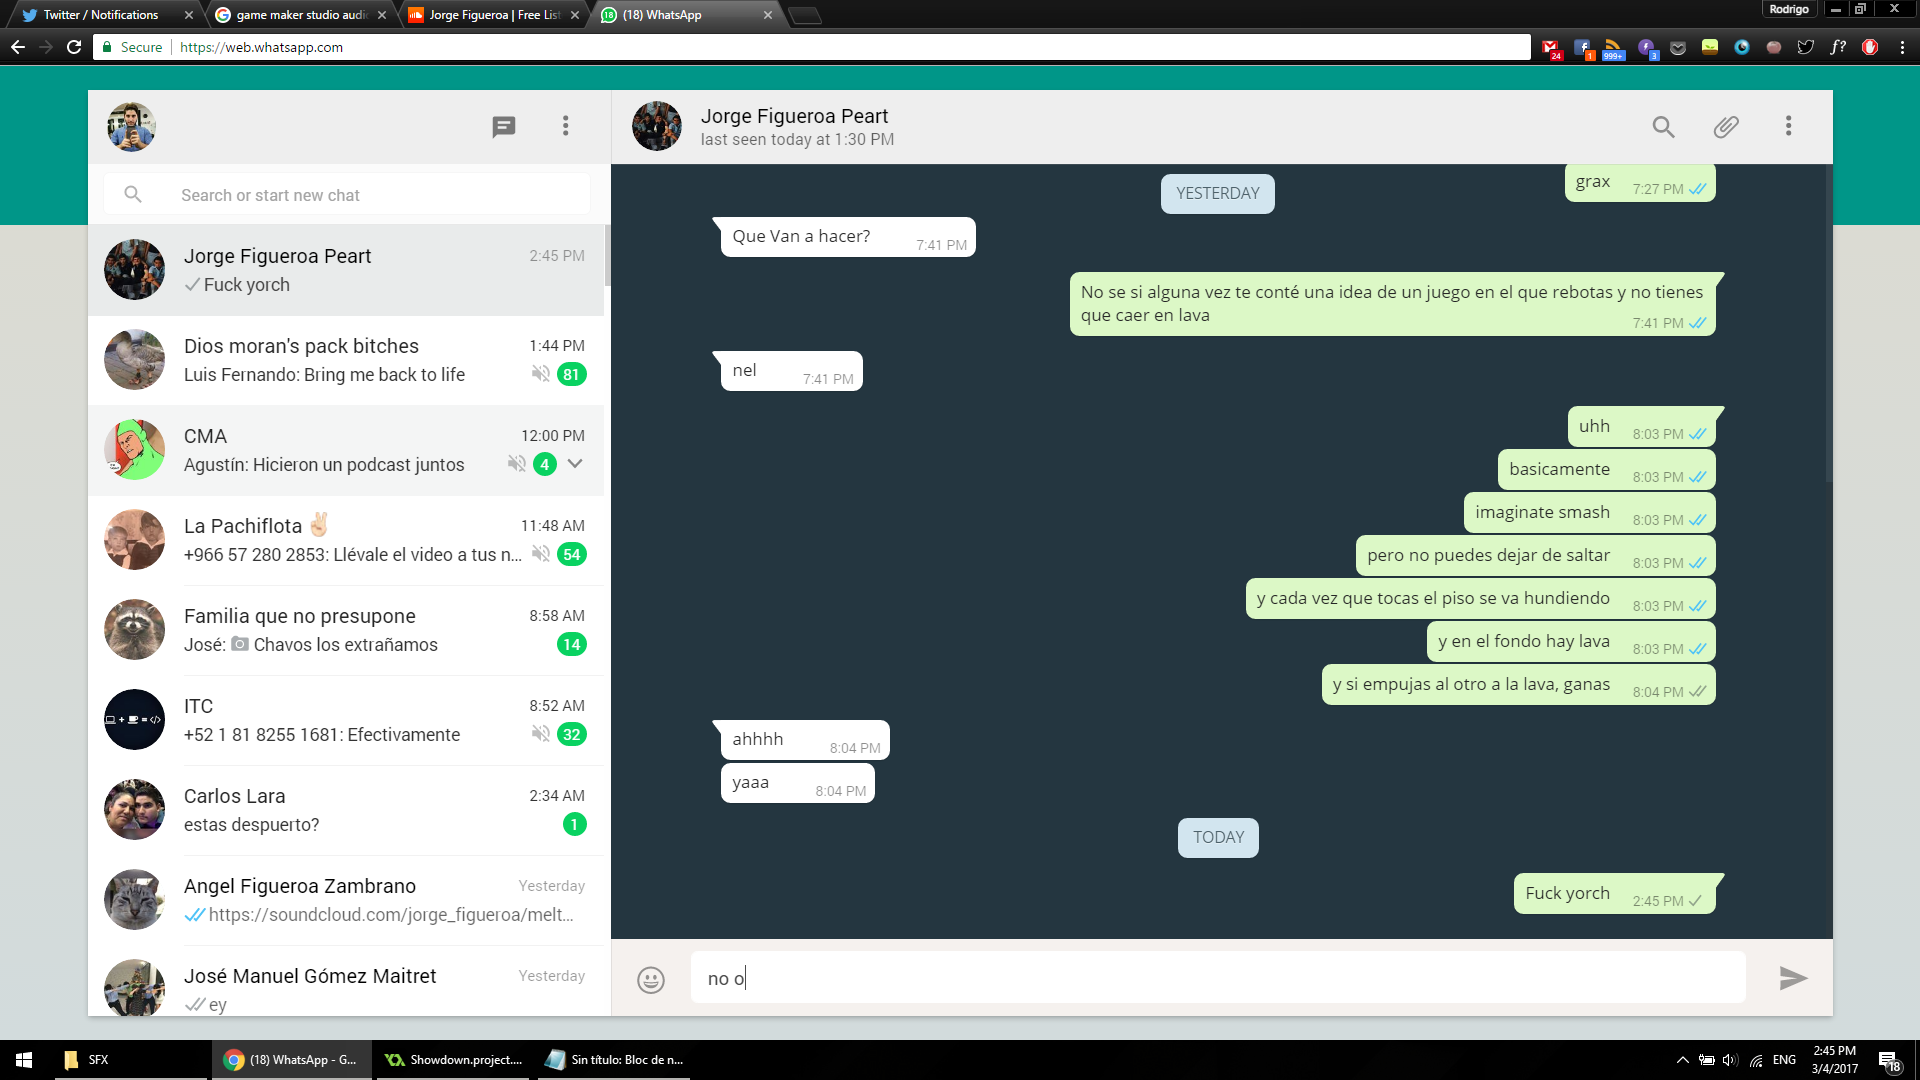 Twitter / Notifications
game maker studio audi
Jorge Figueroa | Free Lis
(18) WhatsApp
Rodrigo
Secure
https://web.whatsapp.com
24
1
999+
3
f?
Jorge Figueroa Peart
last seen today at 1:30 PM
Search or start new chat
Jorge Figueroa Peart
2:45 PM
Fuck yorch
Dios moran's pack bitches
1:44 PM
Luis Fernando: Bring me back to life
81
CMA
12:00 PM
Agustín: Hicieron un podcast juntos
4
La Pachiflota ✌🏻
11:48 AM
+966 57 280 2853: Llévale el video a tus n...
54
Familia que no presupone
8:58 AM
José: 📷 Chavos los extrañamos
14
ITC
8:52 AM
+52 1 81 8255 1681: Efectivamente
32
Carlos Lara
2:34 AM
estas despuerto?
1
Angel Figueroa Zambrano
Yesterday
https://soundcloud.com/jorge_figueroa/melt...
José Manuel Gómez Maitret
Yesterday
ey
grax
7:27 PM
YESTERDAY
Que Van a hacer?
7:41 PM
No se si alguna vez te conté una idea de un juego en el que rebotas y no tienes
que caer en lava
7:41 PM
nel
7:41 PM
uhh
8:03 PM
basicamente
8:03 PM
imaginate smash
8:03 PM
pero no puedes dejar de saltar
8:03 PM
y cada vez que tocas el piso se va hundiendo
8:03 PM
y en el fondo hay lava
8:03 PM
y si empujas al otro a la lava, ganas
8:04 PM
ahhhh
8:04 PM
yaaa
8:04 PM
TODAY
Fuck yorch
2:45 PM
no o
SFX
(18) WhatsApp - G...
Showdown.project....
Sin título: Bloc de n...
ENG
2:45 PM
3/4/2017
18